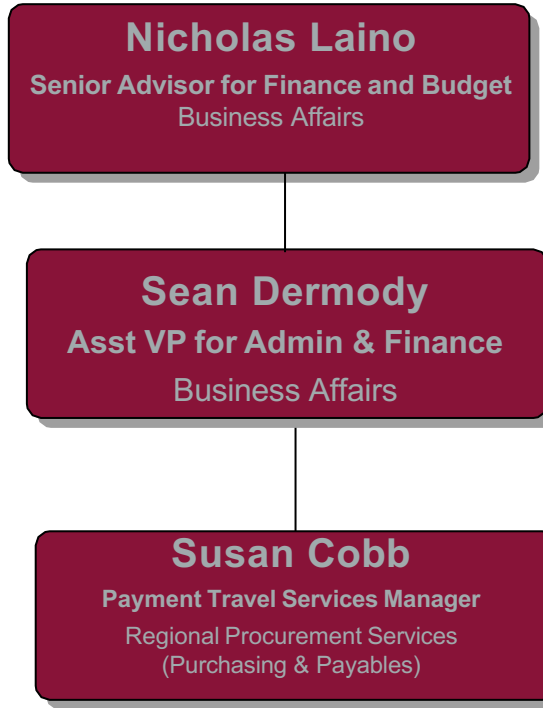 Nicholas Laino
Senior Advisor for Finance and Budget
Business Affairs
Sean Dermody
Asst VP for Admin & Finance
Business Affairs
Susan Cobb
Payment Travel Services Manager
Regional Procurement Services
(Purchasing & Payables)